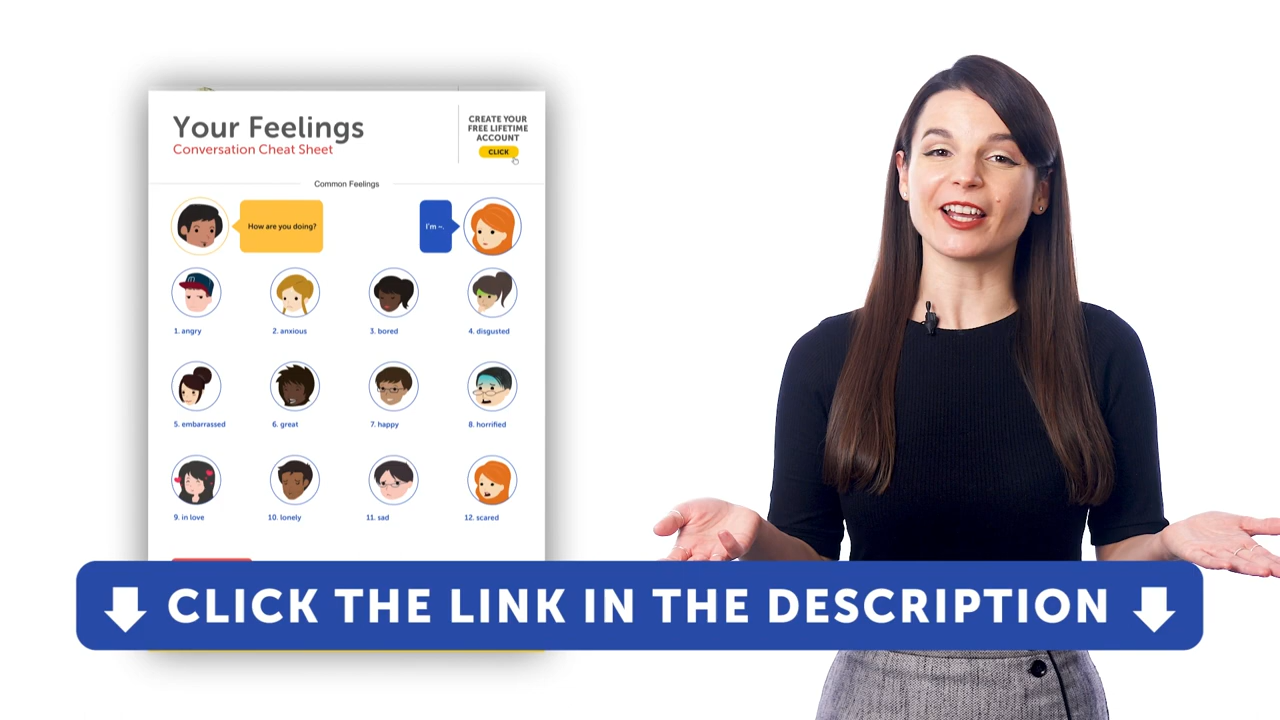 Your Feelings
Conversation Cheat Sheet
CREATE YOUR
FREE LIFETIME
ACCOUNT
CLICK
Common Feelings
How are you doing?
I'm ~.
1. angry
2. anxious
3. bored
4. disgusted
5. embarrassed
6. great
7. happy
8. horrified
9. in love
10. lonely
11. sad
12. scared
CLICK THE LINK IN THE DESCRIPTION